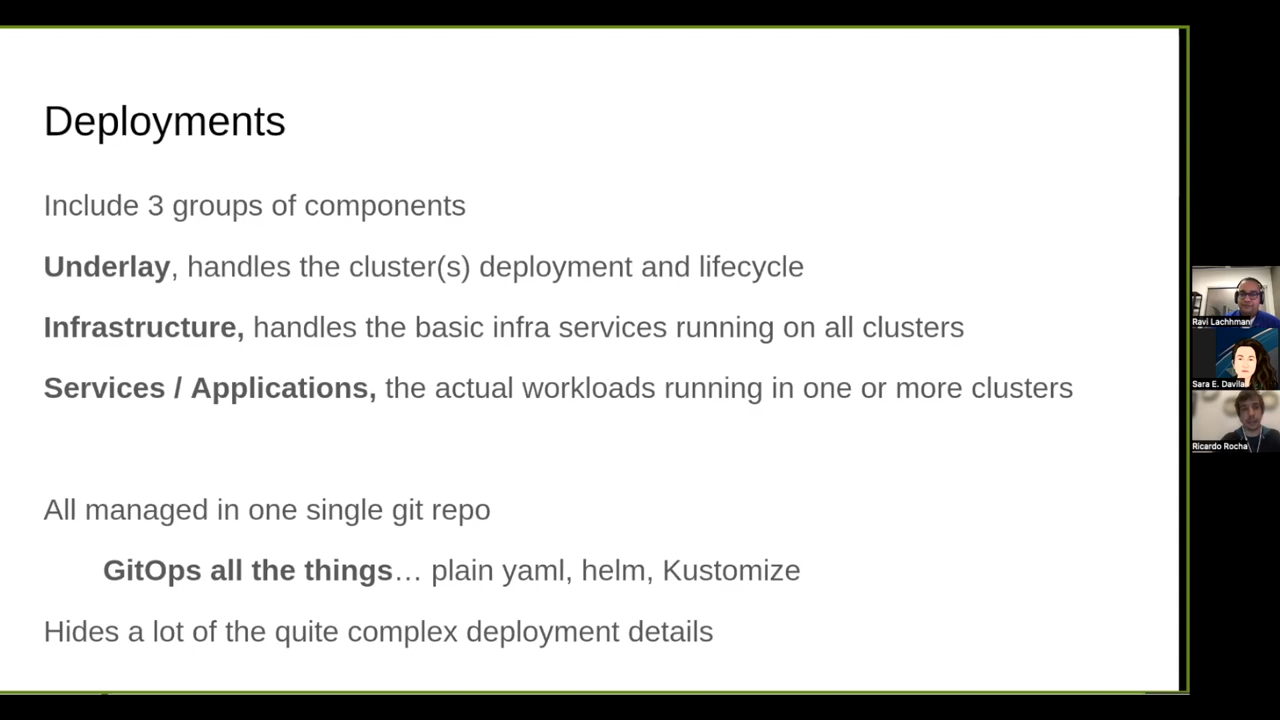 Deployments
Include 3 groups of components
Underlay, handles the cluster(s) deployment and lifecycle
Infrastructure, handles the basic infra services running on all clusters
Services / Applications, the actual workloads running in one or more clusters
All managed in one single git repo
GitOps all the things… plain yaml, helm, Kustomize
Hides a lot of the quite complex deployment details
Ravi Lachhman
Sara E. Davila
Ricardo Rocha